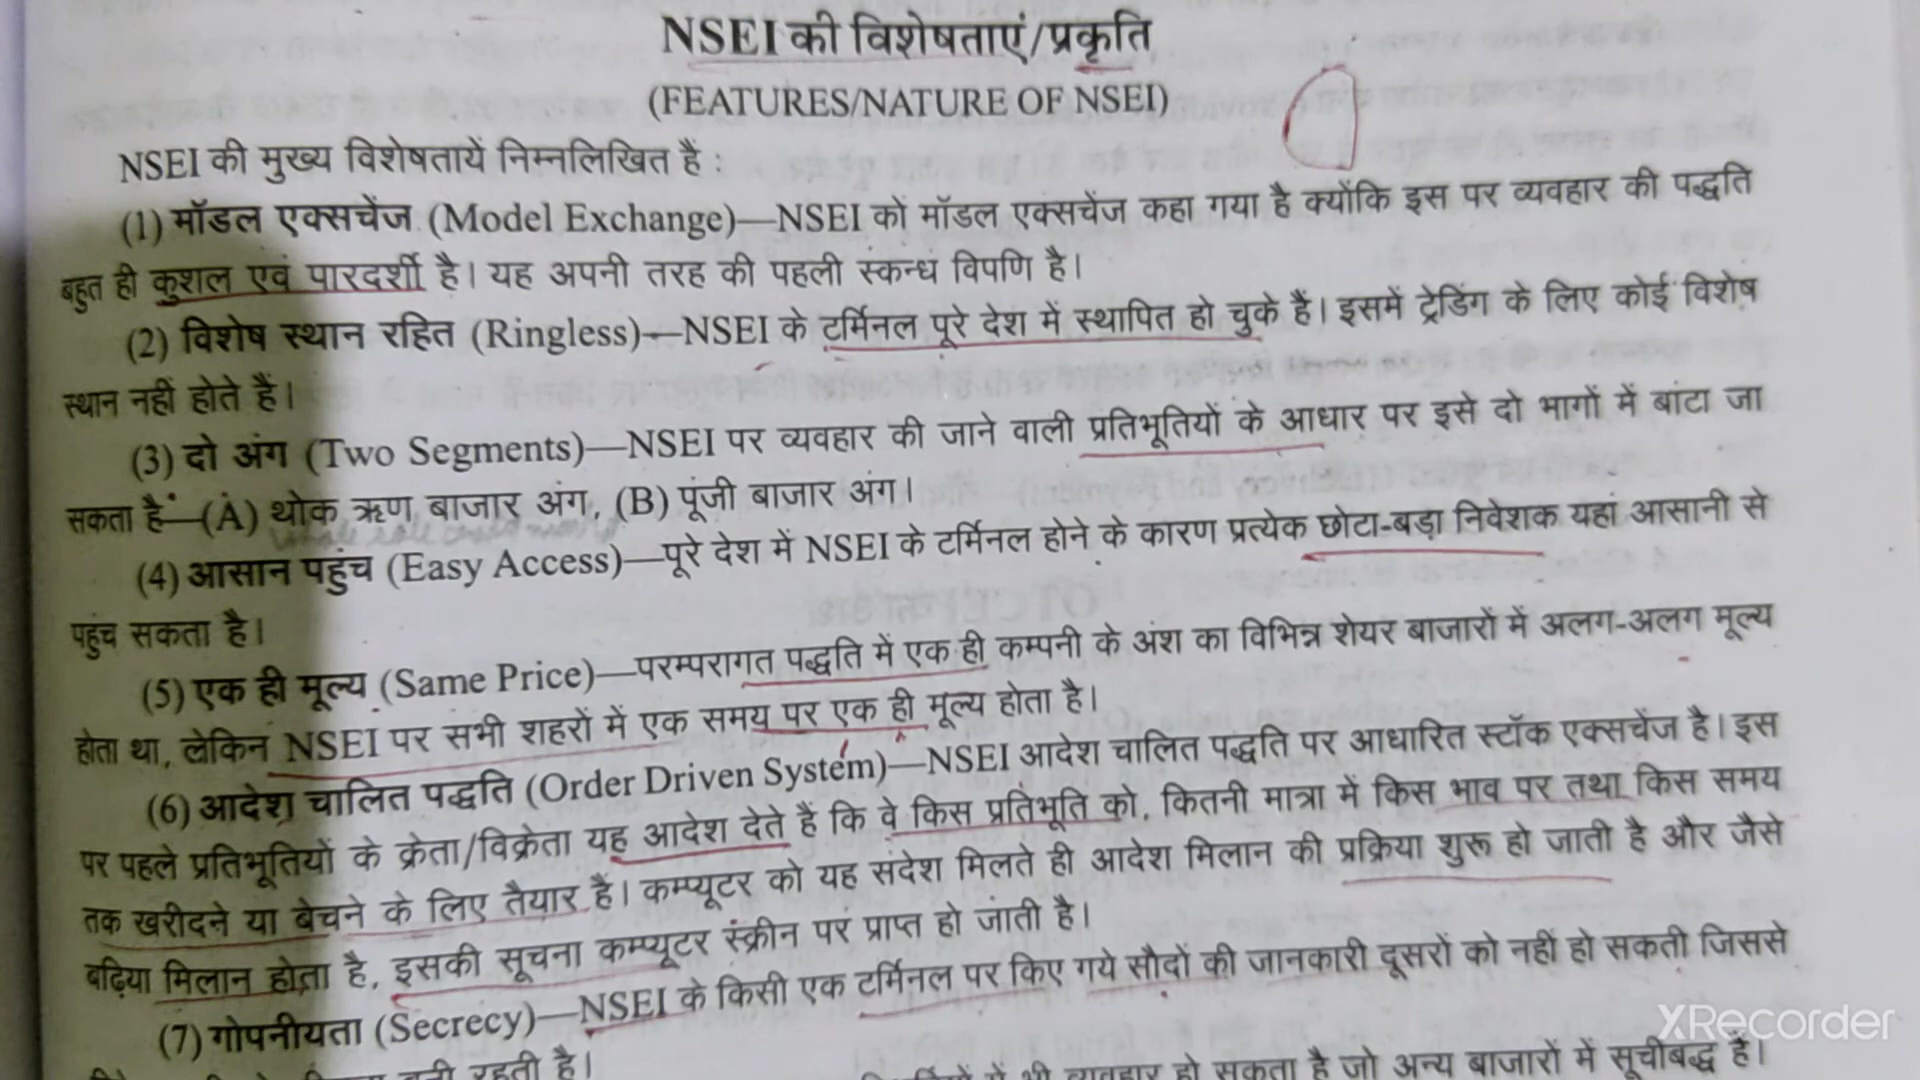 NSEI की विशेषताएं/प्रकृति
(FEATURES/NATURE OF NSEI)
NSEI की मुख्य विशेषतायें निम्नलिखित हैं :
(1) मॉडल एक्सचेंज (Model Exchange)—NSEI को मॉडल एक्सचेंज कहा गया है क्योंकि इस पर व्यवहार की पद्धति
बहुत ही कुशल एवं पारदर्शी है। यह अपनी तरह की पहली स्कन्ध विपणि है।
(2) विशेष स्थान रहित (Ringless)—NSEI के टर्मिनल पूरे देश में स्थापित हो चुके हैं। इसमें ट्रेडिंग के लिए कोई विशेष
स्थान नहीं होते हैं।
(3) दो अंग (Two Segments)—NSEI पर व्यवहार की जाने वाली प्रतिभूतियों के आधार पर इसे दो भागों में बांटा जा
सकता है—(A) थोक ऋण बाजार अंग, (B) पूंजी बाजार अंग।
(4) आसान पहुंच (Easy Access)—पूरे देश में NSEI के टर्मिनल होने के कारण प्रत्येक छोटा-बड़ा निवेशक यहां आसानी से
पहुंच सकता है।
(5) एक ही मूल्य (Same Price)—परम्परागत पद्धति में एक ही कम्पनी के अंश का विभिन्न शेयर बाजारों में अलग-अलग मूल्य
होता था, लेकिन NSEI पर सभी शहरों में एक समय पर एक ही मूल्य होता है।
(6) आदेश चालित पद्धति (Order Driven System)—NSEI आदेश चालित पद्धति पर आधारित स्टॉक एक्सचेंज है। इस
पर पहले प्रतिभूतियों के क्रेता/विक्रेता यह आदेश देते हैं कि वे किस प्रतिभूति को, कितनी मात्रा में किस भाव पर तथा किस समय
तक खरीदने या बेचने के लिए तैयार हैं। कम्प्यूटर को यह संदेश मिलते ही आदेश मिलान की प्रक्रिया शुरू हो जाती है और जैसे
बढ़िया मिलान होता है, इसकी सूचना कम्प्यूटर स्क्रीन पर प्राप्त हो जाती है।
(7) गोपनीयता (Secrecy)—NSEI के किसी एक टर्मिनल पर किए गये सौदों की जानकारी दूसरों को नहीं हो सकती जिससे
बनी रहती है।
में भी व्यवहार हो सकता है जो अन्य बाजारों में सूचीबद्ध हैं।
XRecorder